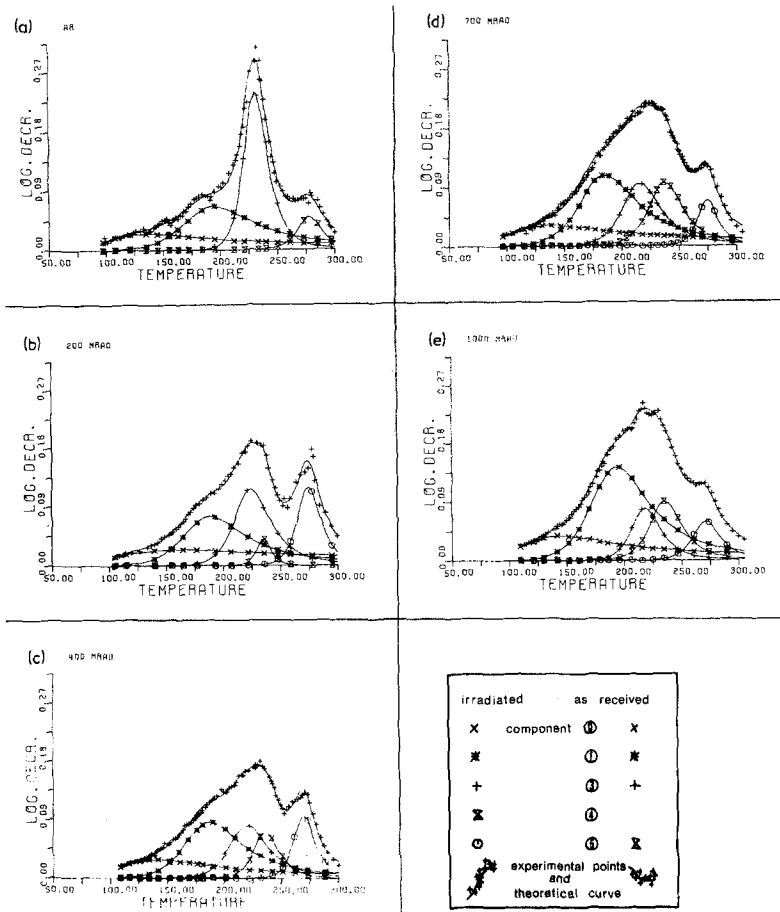 (a) AR
0.00 0.09 0.18 0.27
LOG.DECR.
50.00 100.00 150.00 200.00 250.00 300.00
TEMPERATURE
(b) 200 MRAD
0.00 0.09 0.18 0.27
LOG.DECR.
50.00 100.00 150.00 200.00 250.00 300.00
TEMPERATURE
(c) 400 MRAD
0.00 0.09 0.18 0.27
LOG.DECR.
50.00 100.00 150.00 200.00 250.00 300.00
TEMPERATURE
(d) 700 MRAD
0.00 0.09 0.18 0.27
LOG.DECR.
50.00 100.00 150.00 200.00 250.00 300.00
TEMPERATURE
(e) 1000 MRAD
0.00 0.09 0.18 0.27
LOG.DECR.
50.00 100.00 150.00 200.00 250.00 300.00
TEMPERATURE
irradiated as received
component
3
4
5
experimental points
and
theoretical curve